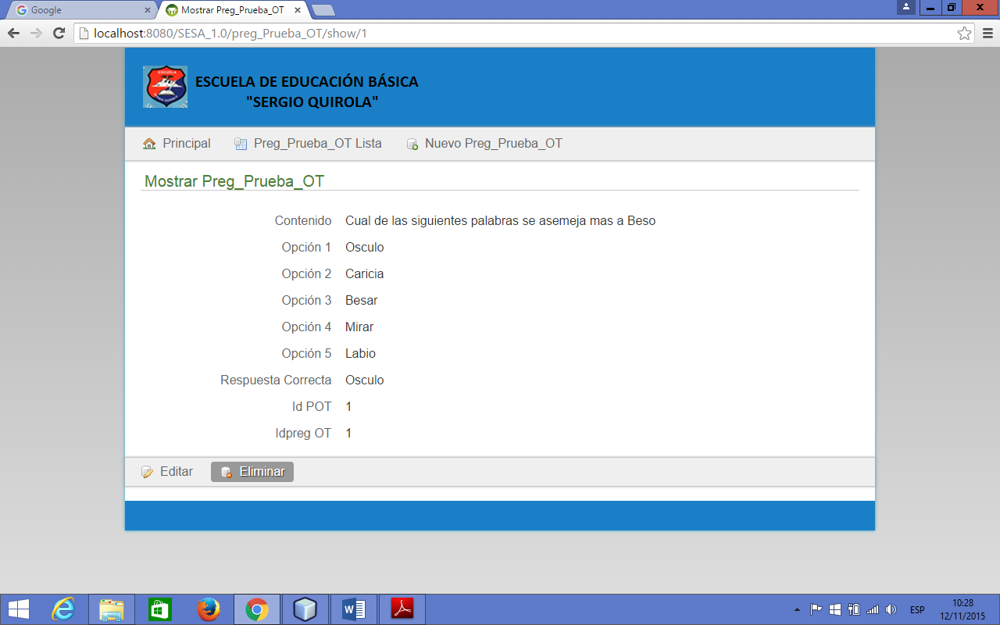 Google
Mostrar Preg_Prueba_OT
localhost:8080/SESA_1.0/preg_Prueba_OT/show/1
ESCUELA
ESCUELA DE EDUCACIÓN BÁSICA
"SERGIO QUIROLA"
Principal Preg_Prueba_OT Lista Nuevo Preg_Prueba_OT
Mostrar Preg_Prueba_OT
Contenido Cual de las siguientes palabras se asemeja mas a Beso
Opción 1 Osculo
Opción 2 Caricia
Opción 3 Besar
Opción 4 Mirar
Opción 5 Labio
Respuesta Correcta Osculo
Id POT 1
Idpreg OT 1
Editar Eliminar
ESP
10:28
12/11/2015